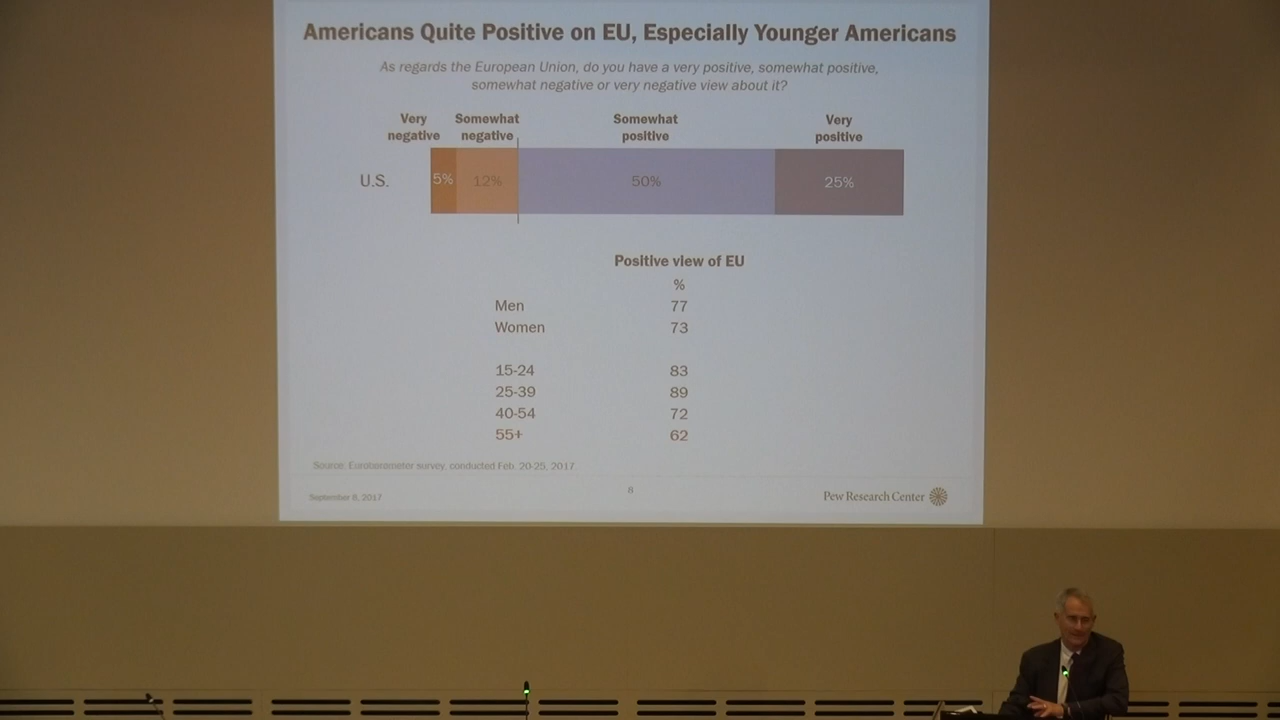 Americans Quite Positive on EU, Especially Younger Americans
As regards the European Union, do you have a very positive, somewhat positive,
somewhat negative or very negative view about it?
Very negative
Somewhat negative
Somewhat positive
Very positive
U.S.
5%
12%
50%
25%
Positive view of EU
%
Men 77
Women 73
15-24 83
25-39 89
40-54 72
55+ 62
Source: Eurobarometer survey, conducted Feb. 20-25, 2017
September 8, 2017
8
Pew Research Center